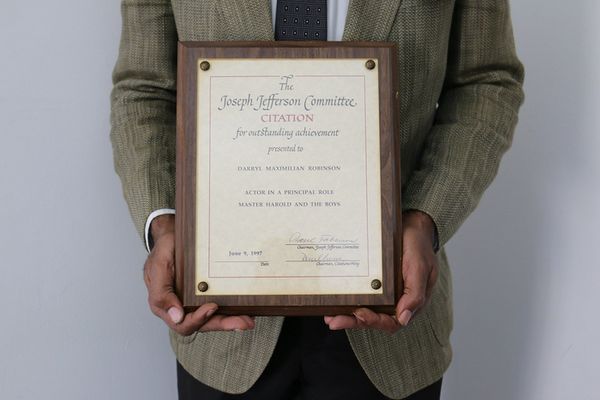 The
Joseph Jefferson Committee
CITATION
for outstanding achievement
presented to
DARRYL MAXIMILIAN ROBINSON
ACTOR IN A PRINCIPAL ROLE
MASTER HAROLD AND THE BOYS
Chairman, Joseph Jefferson Committee
June 9, 1997
Date
Chairman, Citations Wing